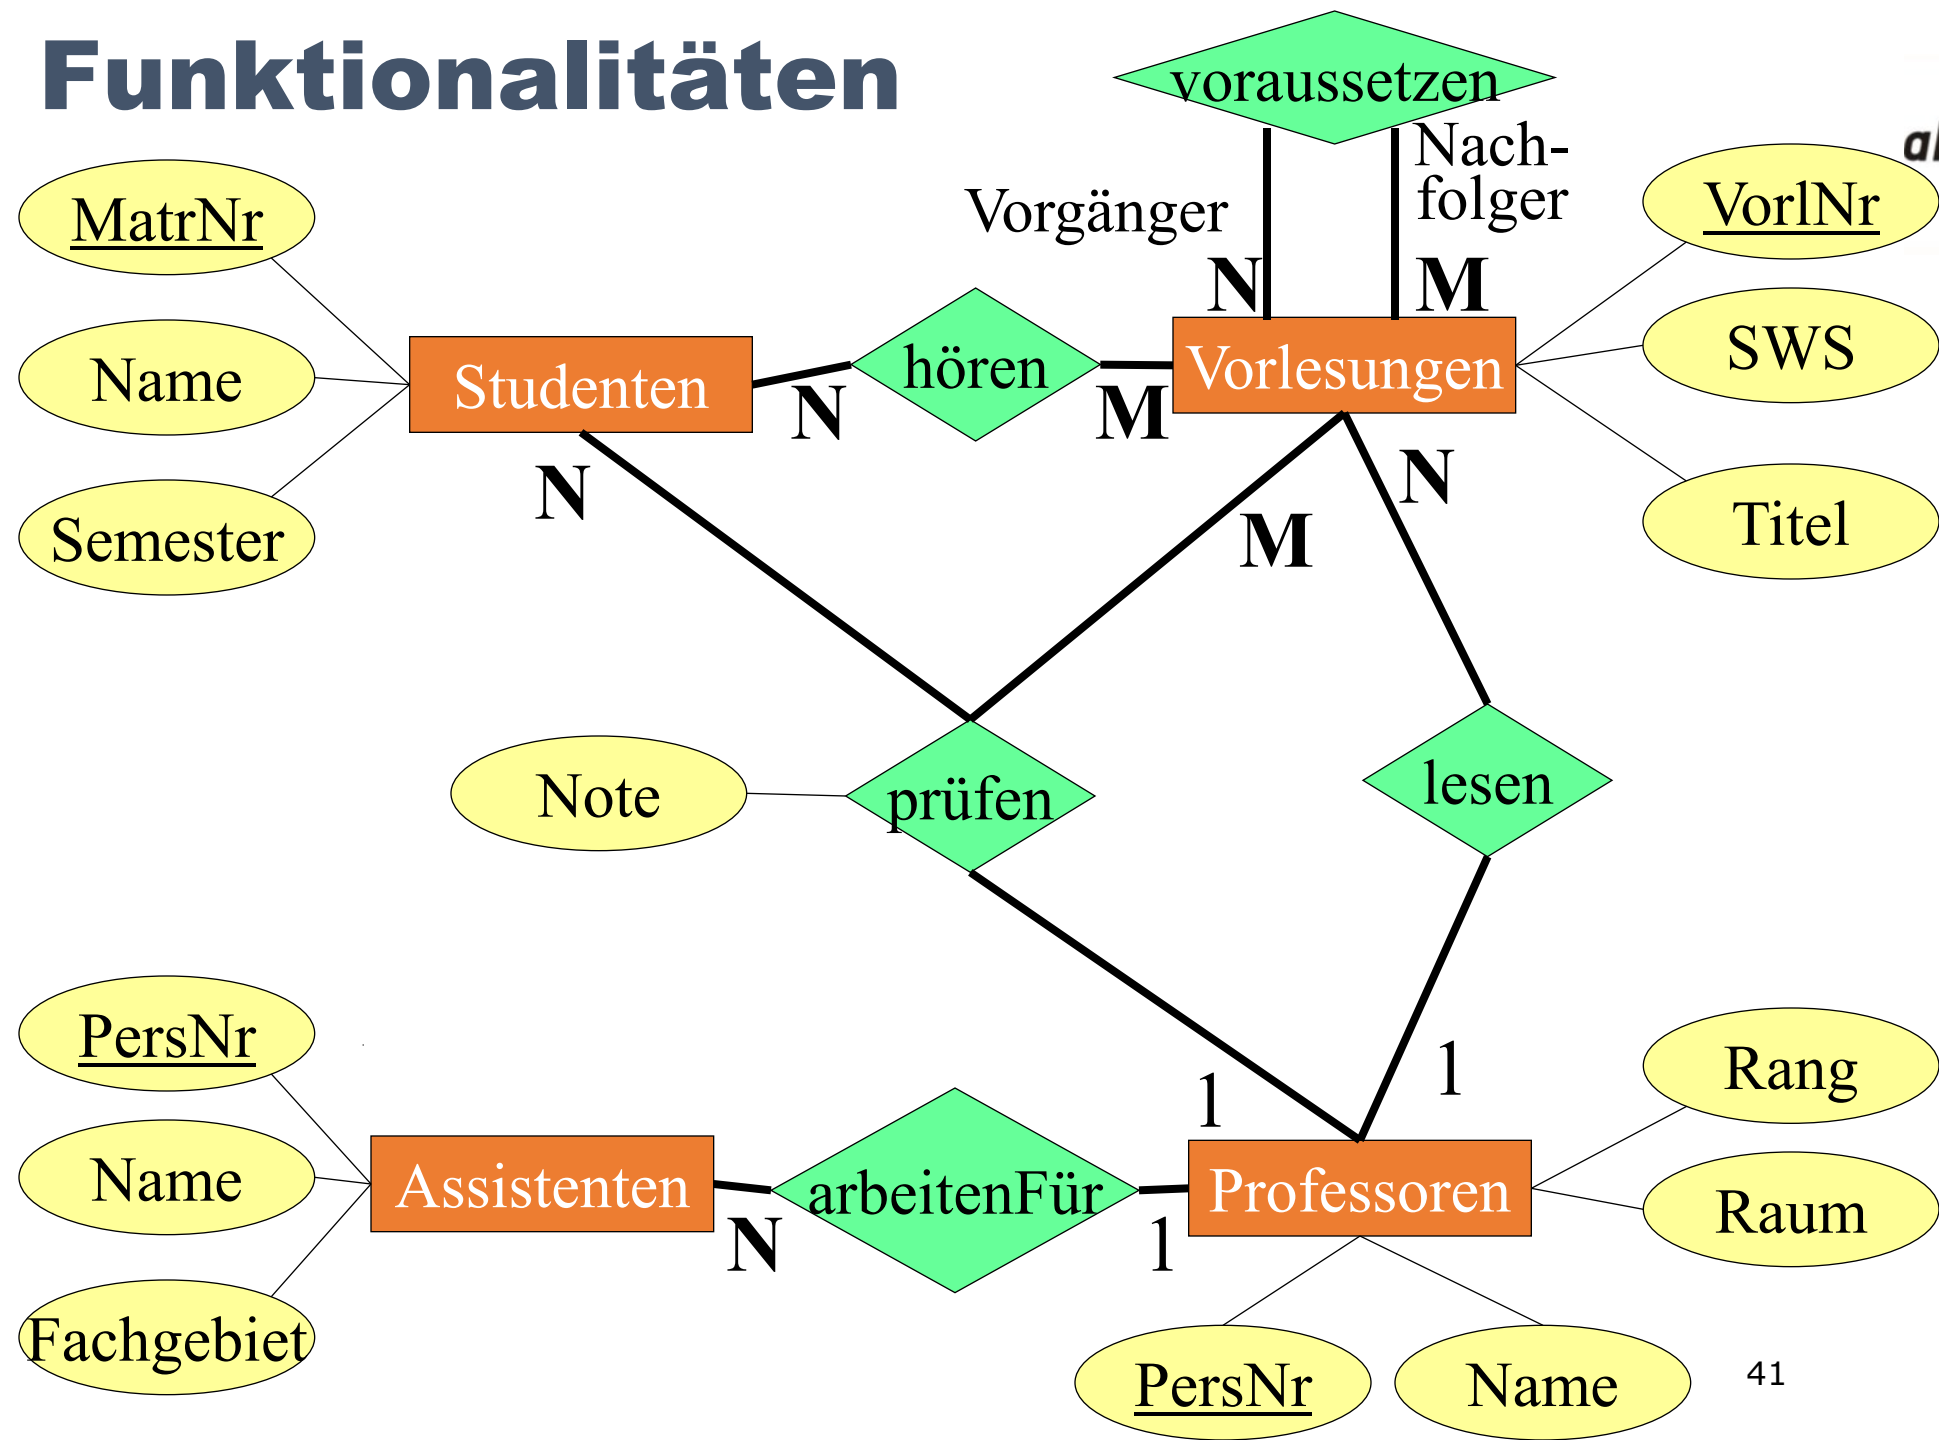 Funktionalitäten
voraussetzen
Nach-
folger
Vorgänger
N
M
MatrNr
Name
Semester
Studenten
N
hören
M
Vorlesungen
VorlNr
SWS
Titel
N
M
N
Note
prüfen
lesen
1
1
PersNr
Name
Fachgebiet
Assistenten
N
arbeitenFür
1
Professoren
Rang
Raum
PersNr
Name
41